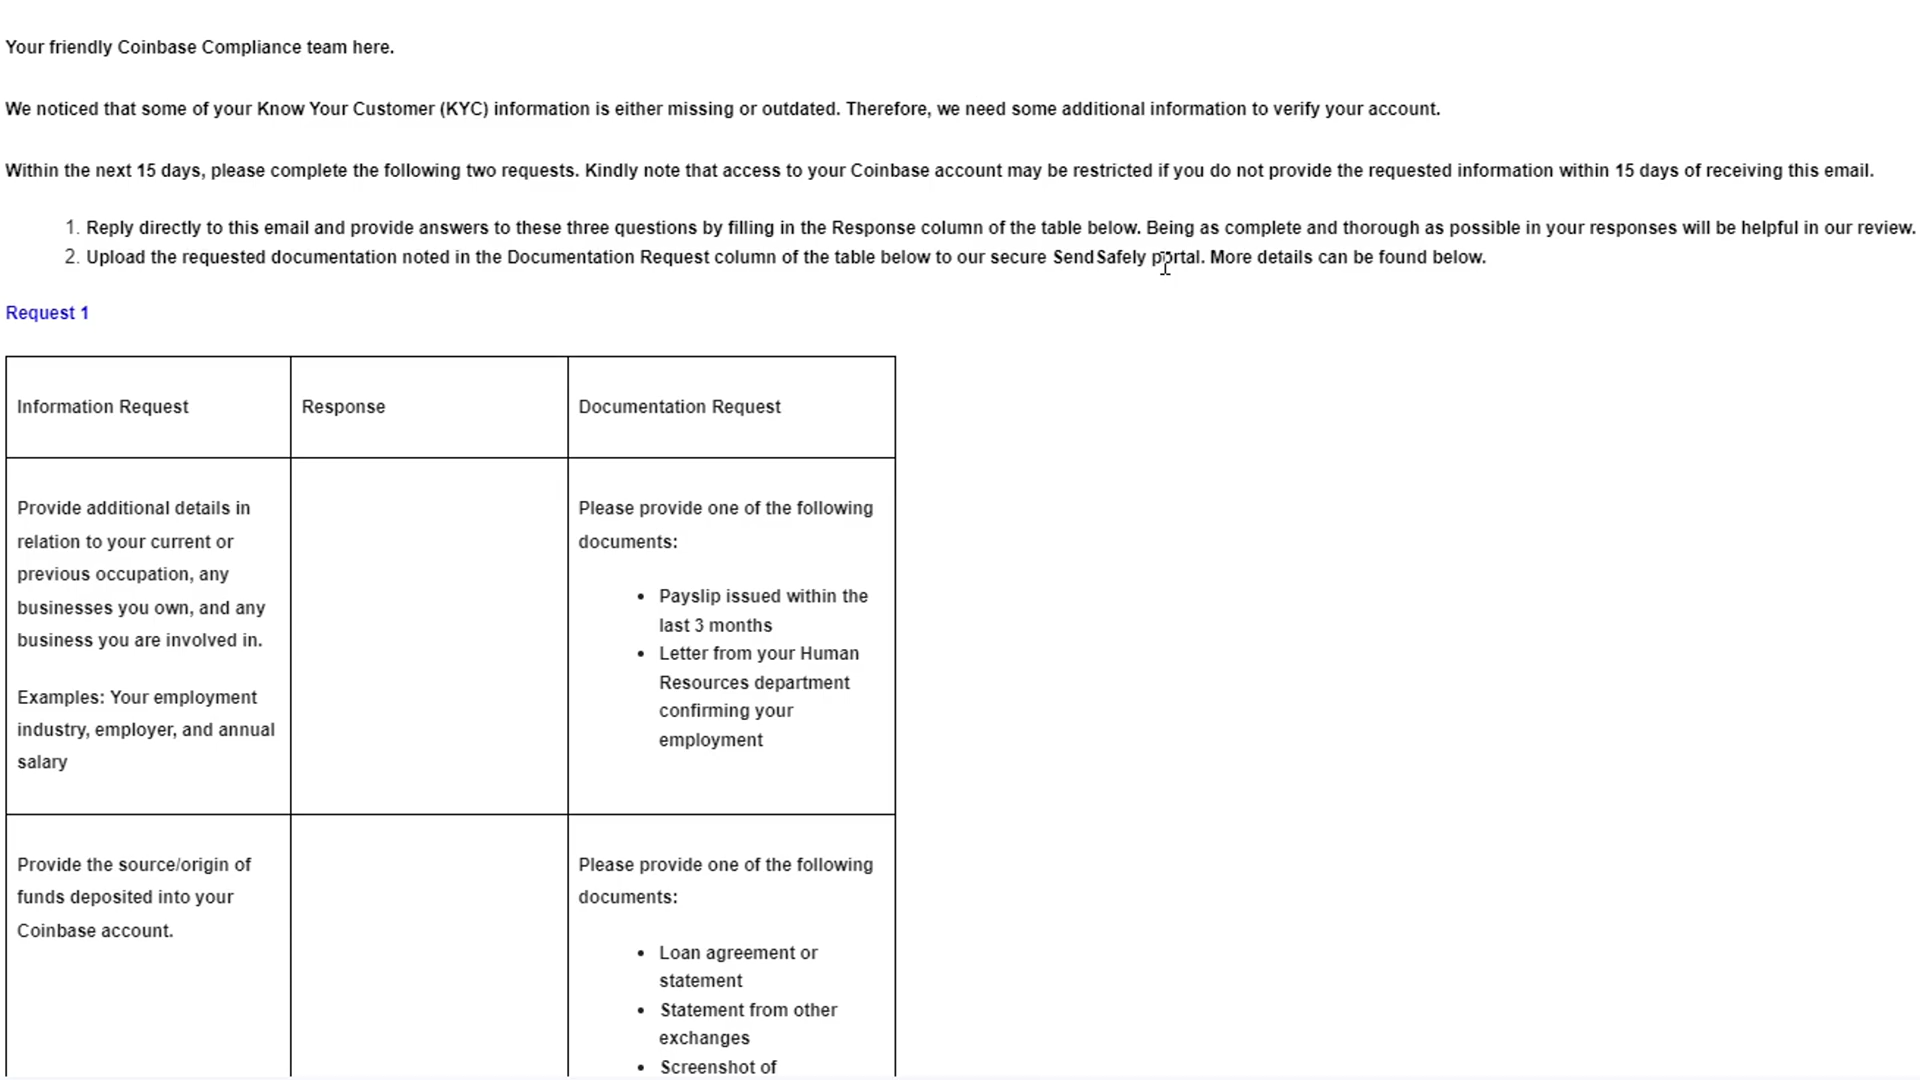 Your friendly Coinbase Compliance team here.
We noticed that some of your Know Your Customer (KYC) information is either missing or outdated. Therefore, we need some additional information to verify your account.
Within the next 15 days, please complete the following two requests. Kindly note that access to your Coinbase account may be restricted if you do not provide the requested information within 15 days of receiving this email.
1. Reply directly to this email and provide answers to these three questions by filling in the Response column of the table below. Being as complete and thorough as possible in your responses will be helpful in our review.
2. Upload the requested documentation noted in the Documentation Request column of the table below to our secure SendSafely portal. More details can be found below.
Request 1
Information Request
Response
Documentation Request
Provide additional details in
relation to your current or
previous occupation, any
businesses you own, and any
business you are involved in.
Examples: Your employment
industry, employer, and annual
salary
Please provide one of the following
documents:
• Payslip issued within the
last 3 months
• Letter from your Human
Resources department
confirming your
employment
Provide the source/origin of
funds deposited into your
Coinbase account.
Please provide one of the following
documents:
• Loan agreement or
statement
• Statement from other
exchanges
• Screenshot of